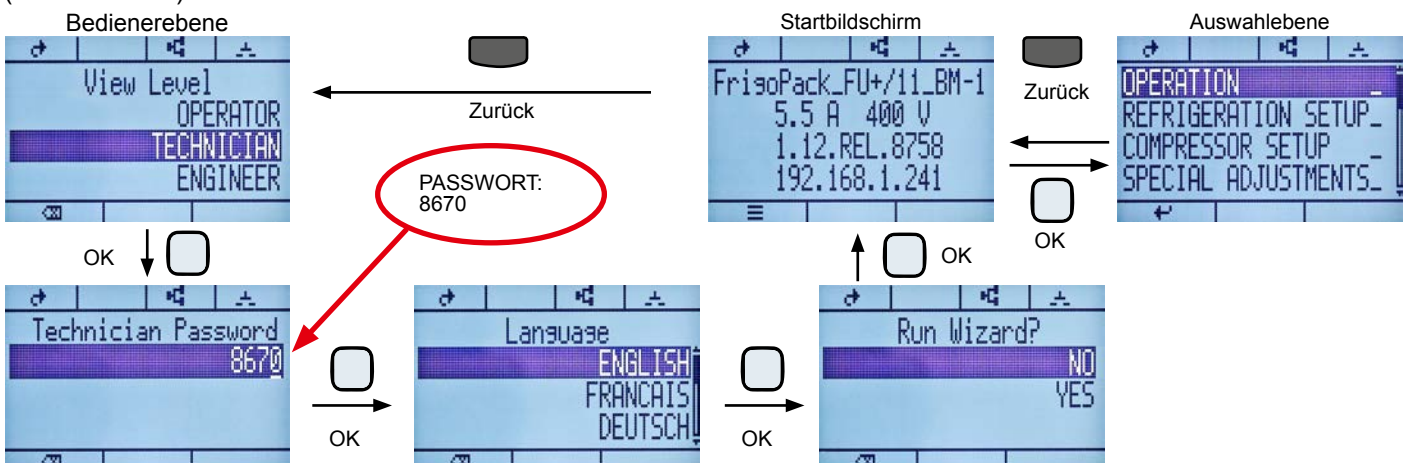 Bedienerebene
Startbildschirm
Auswahlebene
View Level
OPERATOR
TECHNICIAN
ENGINEER
Zurück
FrigoPack_FU+/11_BM-1
5.5 A 400 V
1.12.REL.8758
192.168.1.241
Zurück
OK
OPERATION _
REFRIGERATION SETUP_
COMPRESSOR SETUP _
SPECIAL ADJUSTMENTS_
PASSWORT:
8670
OK
OK
Technician Password
8670
OK
Language
ENGLISH
FRANCAIS
DEUTSCH
OK
Run Wizard?
NO
YES